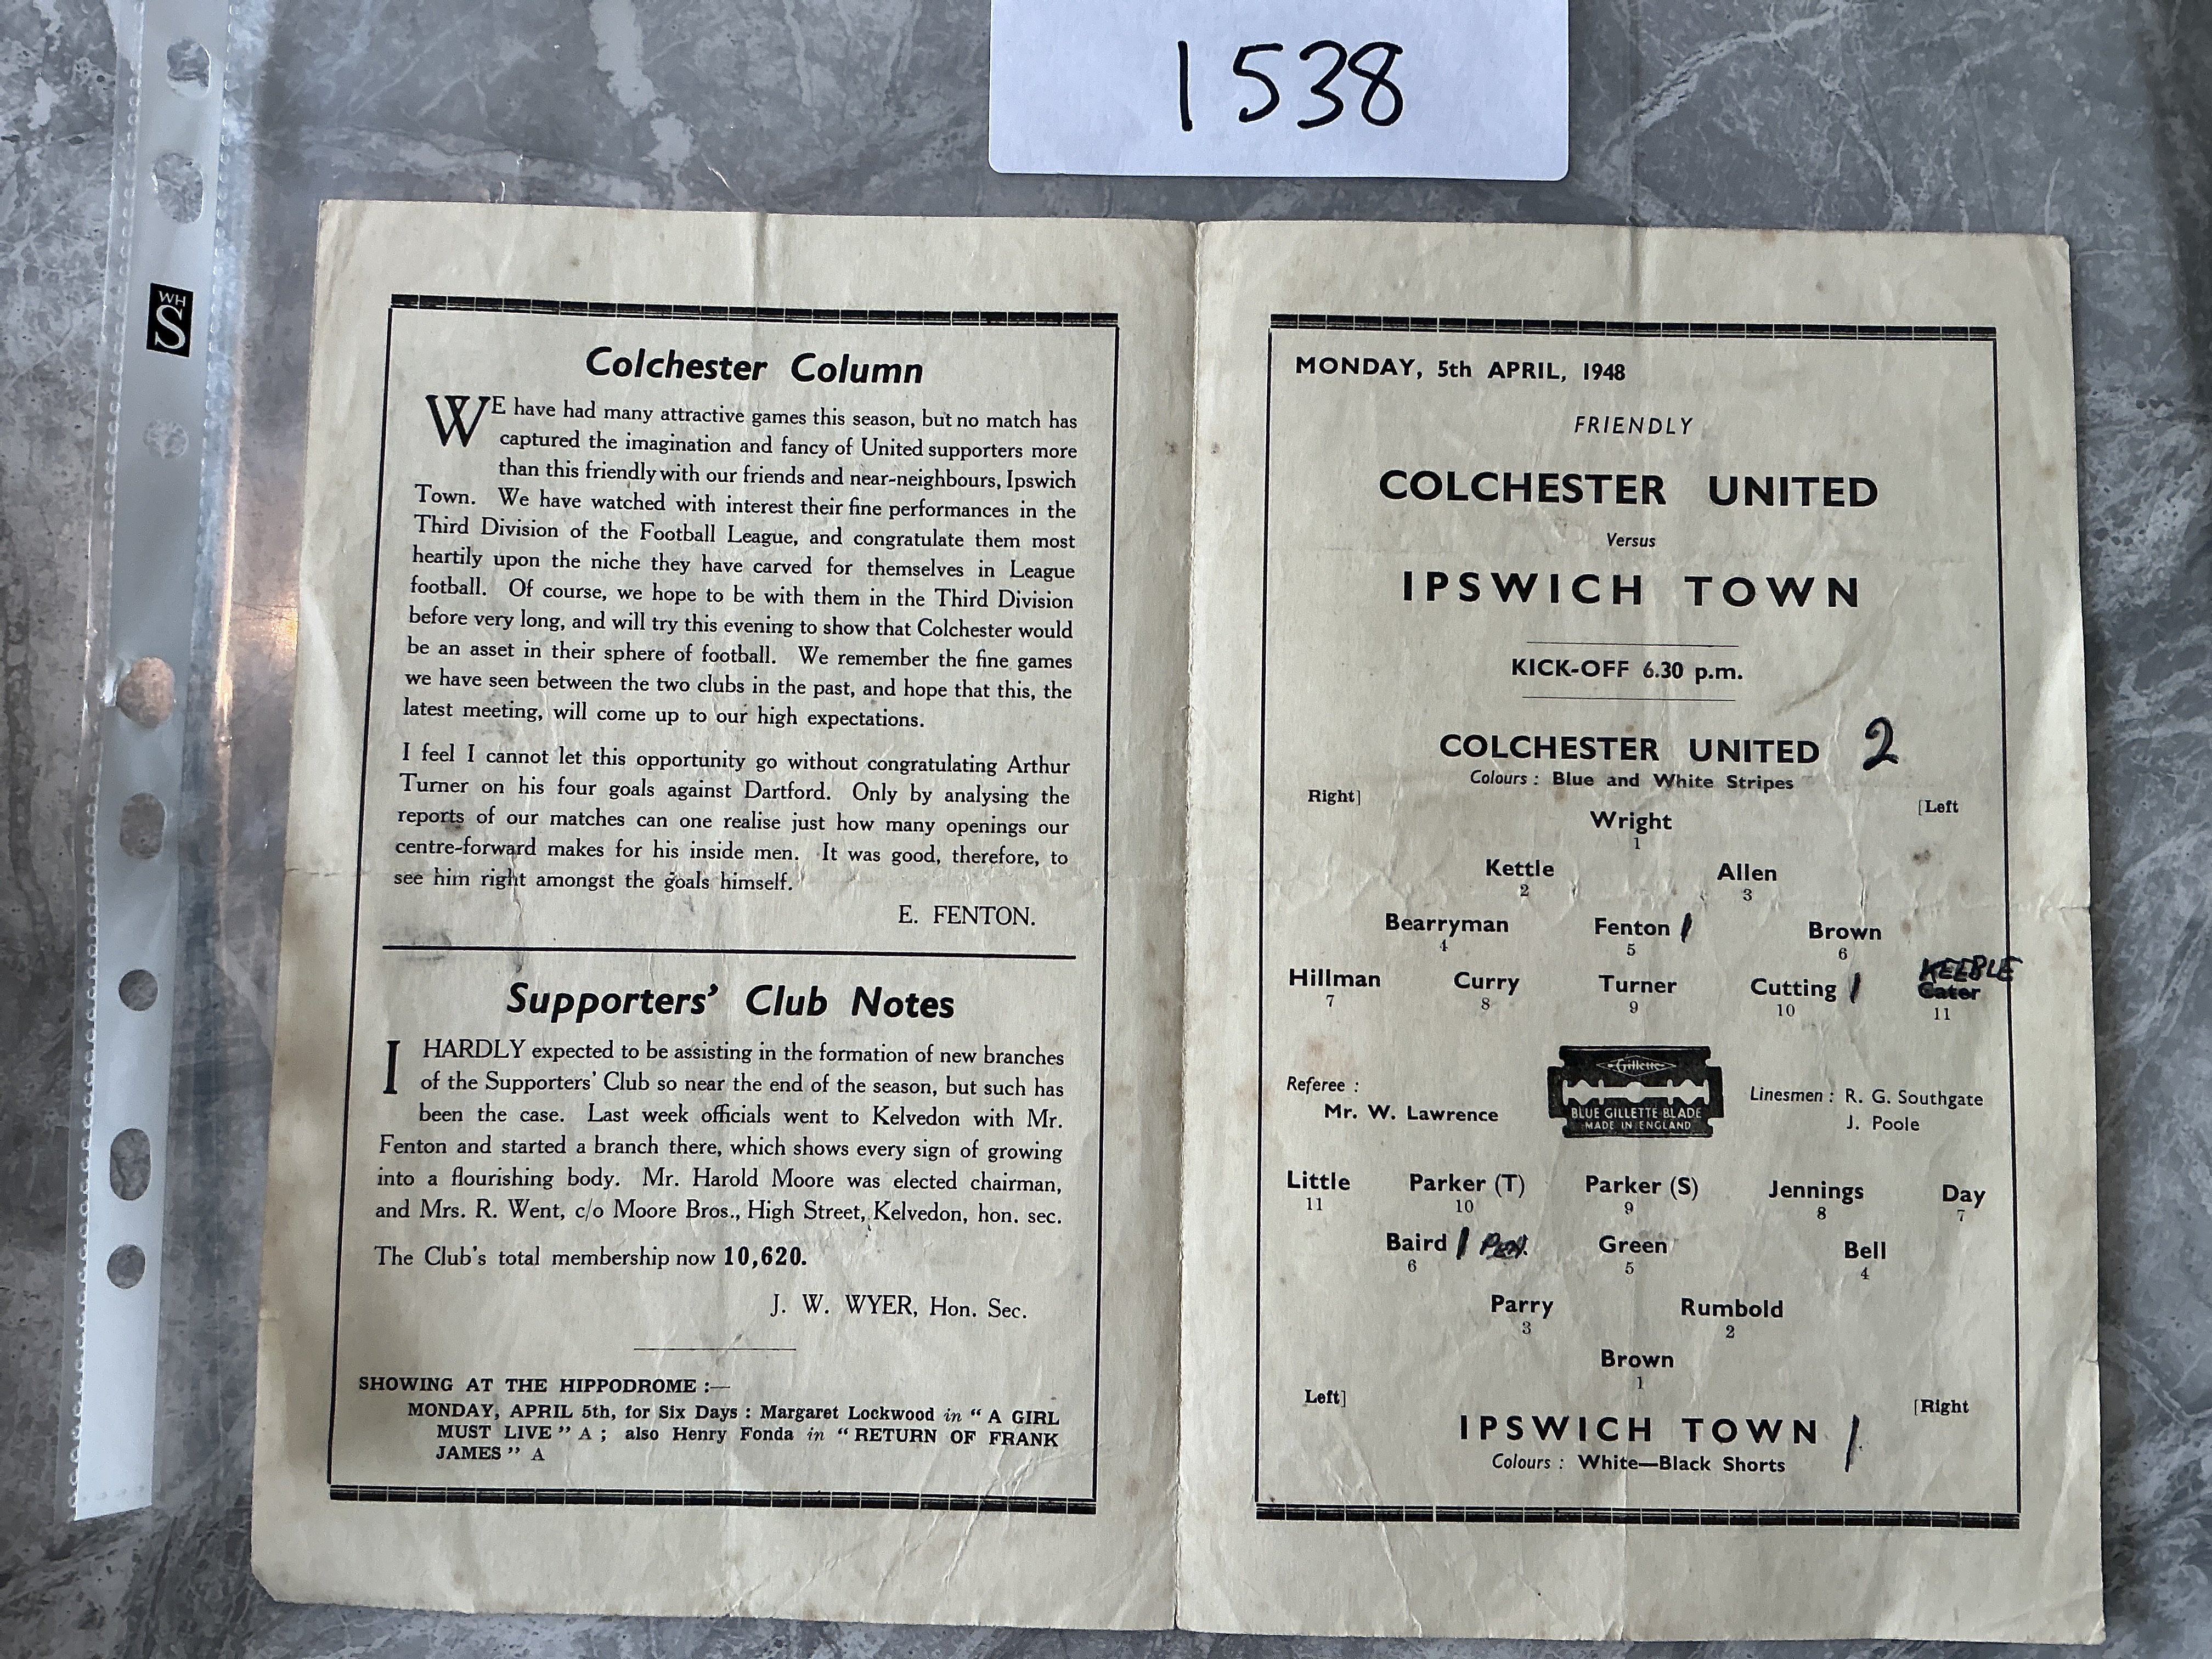 1538
WH
S
Colchester Column
WE have had many attractive games this season, but no match has
captured the imagination and fancy of United supporters more
than this friendly with our friends and near-neighbours, Ipswich
Town. We have watched with interest their fine performances in the
Third Division of the Football League, and congratulate them most
heartily upon the niche they have carved for themselves in League
football. Of course, we hope to be with them in the Third Division
before very long, and will try this evening to show that Colchester would
be an asset in their sphere of football. We remember the fine games
we have seen between the two clubs in the past, and hope that this, the
latest meeting, will come up to our high expectations.
I feel I cannot let this opportunity go without congratulating Arthur
Turner on his four goals against Dartford. Only by analysing the
reports of our matches can one realise just how many openings our
centre-forward makes for his inside men. It was good, therefore, to
see him right amongst the goals himself.
E. FENTON.
Supporters' Club Notes
I HARDLY expected to be assisting in the formation of new branches
of the Supporters' Club so near the end of the season, but such has
been the case. Last week officials went to Kelvedon with Mr.
Fenton and started a branch there, which shows every sign of growing
into a flourishing body. Mr. Harold Moore was elected chairman,
and Mrs. R. Went, c/o Moore Bros., High Street, Kelvedon, hon. sec.
The Club's total membership now 10,620.
J. W. WYER, Hon. Sec.
SHOWING AT THE HIPPODROME :—
MONDAY, APRIL 5th, for Six Days : Margaret Lockwood in "A GIRL
MUST LIVE" A ; also Henry Fonda in "RETURN OF FRANK
JAMES" A
MONDAY, 5th APRIL, 1948
FRIENDLY
COLCHESTER UNITED
Versus
IPSWICH TOWN
KICK-OFF 6.30 p.m.
COLCHESTER UNITED 2
Colours : Blue and White Stripes
Right] [Left
Wright
1
Kettle Allen
2 3
Bearryman Fenton 1 Brown
4 5 6
KEEBLE
Hillman Curry Turner Cutting 1 Cater
7 8 9 10 11
Gillette
BLUE GILLETTE BLADE
MADE IN ENGLAND
Referee :
Mr. W. Lawrence
Linesmen : R. G. Southgate
J. Poole
Little Parker (T) Parker (S) Jennings Day
11 10 9 8 7
Baird 1 PEN. Green Bell
6 5 4
Parry Rumbold
3 2
Brown
1
Left] [Right
IPSWICH TOWN 1
Colours : White—Black Shorts